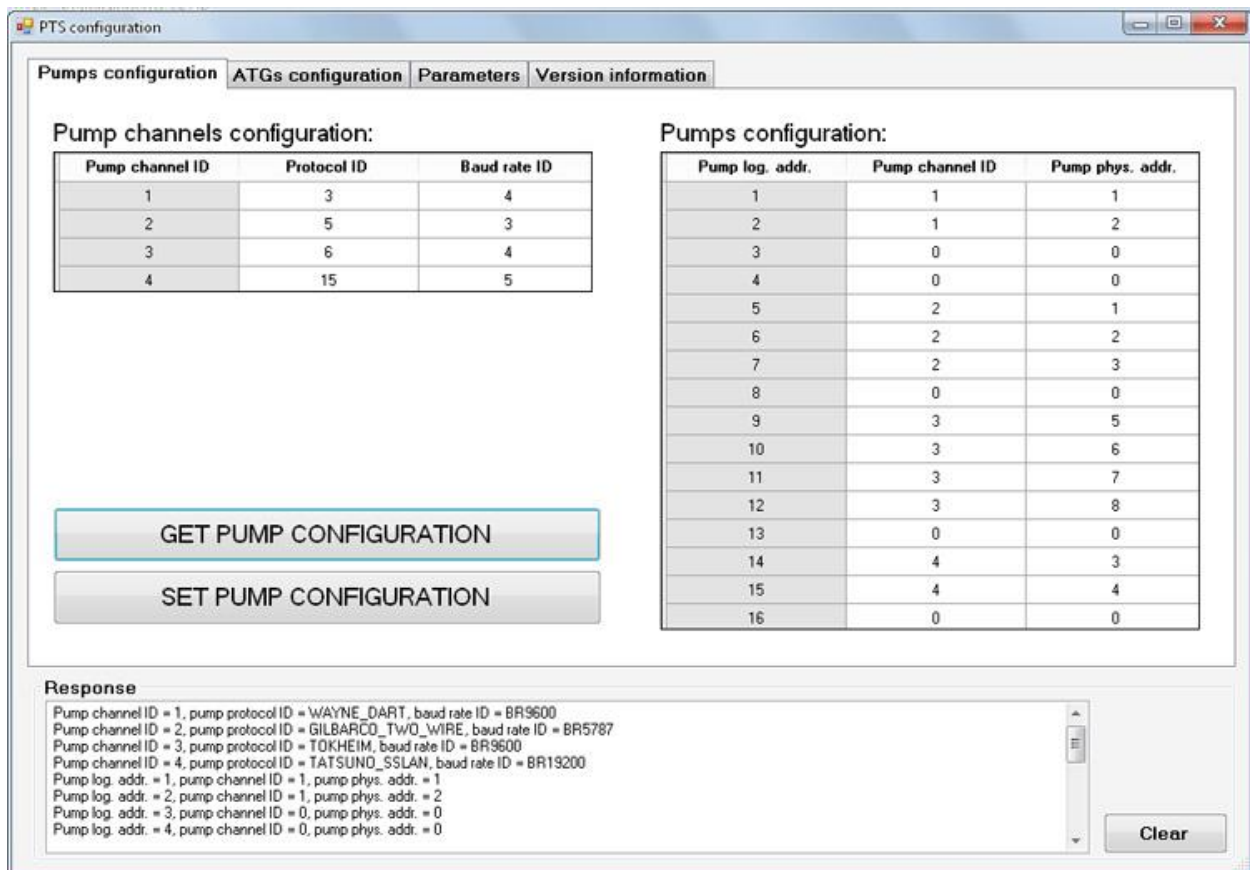 PTS configuration
Pumps configuration ATGs configuration Parameters Version information
Pump channels configuration:
Pump channel ID Protocol ID Baud rate ID
1 3 4
2 5 3
3 6 4
4 15 5
GET PUMP CONFIGURATION
SET PUMP CONFIGURATION
Pumps configuration:
Pump log. addr. Pump channel ID Pump phys. addr.
1 1 1
2 1 2
3 0 0
4 0 0
5 2 1
6 2 2
7 2 3
8 0 0
9 3 5
10 3 6
11 3 7
12 3 8
13 0 0
14 4 3
15 4 4
16 0 0
Response
Pump channel ID = 1, pump protocol ID = WAYNE_DART, baud rate ID = BR9600
Pump channel ID = 2, pump protocol ID = GILBARCO_TWO_WIRE, baud rate ID = BR5787
Pump channel ID = 3, pump protocol ID = TOKHEIM, baud rate ID = BR9600
Pump channel ID = 4, pump protocol ID = TATSUNO_SSLAN, baud rate ID = BR19200
Pump log. addr. = 1, pump channel ID = 1, pump phys. addr. = 1
Pump log. addr. = 2, pump channel ID = 1, pump phys. addr. = 2
Pump log. addr. = 3, pump channel ID = 0, pump phys. addr. = 0
Pump log. addr. = 4, pump channel ID = 0, pump phys. addr. = 0
Clear